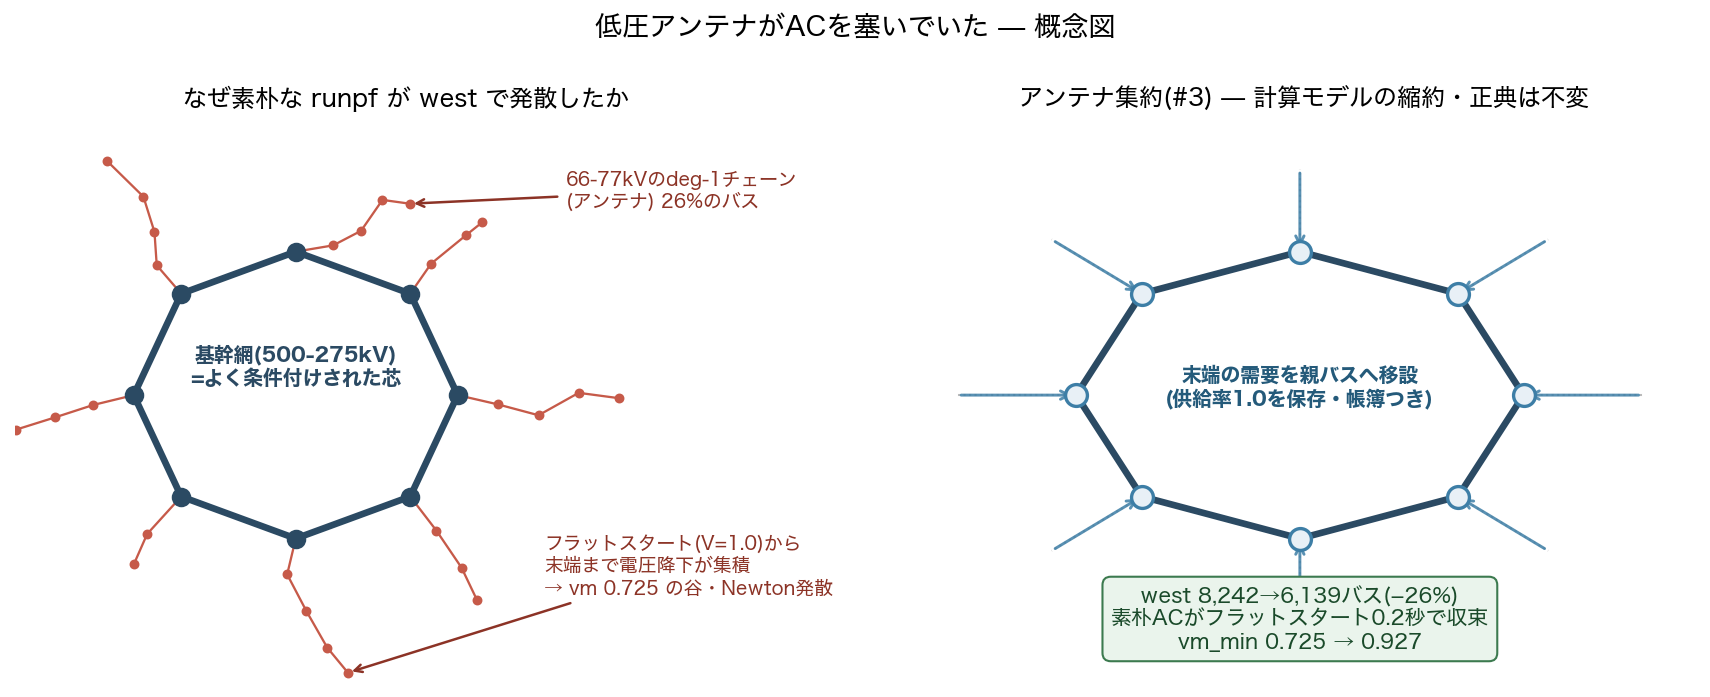 低圧アンテナがACを塞いでいた — 概念図
なぜ素朴な runpf が west で発散したか
66-77kVのdeg-1チェーン
(アンテナ) 26%のバス
基幹網(500-275kV)
=よく条件付けされた芯
フラットスタート(V=1.0)から
末端まで電圧降下が集積
→ vm 0.725 の谷・Newton発散
アンテナ集約(#3) — 計算モデルの縮約・正典は不変
末端の需要を親バスへ移設
(供給率1.0を保存・帳簿つき)
west 8,242→6,139バス(−26%)
素朴ACがフラットスタート0.2秒で収束
vm_min 0.725 → 0.927